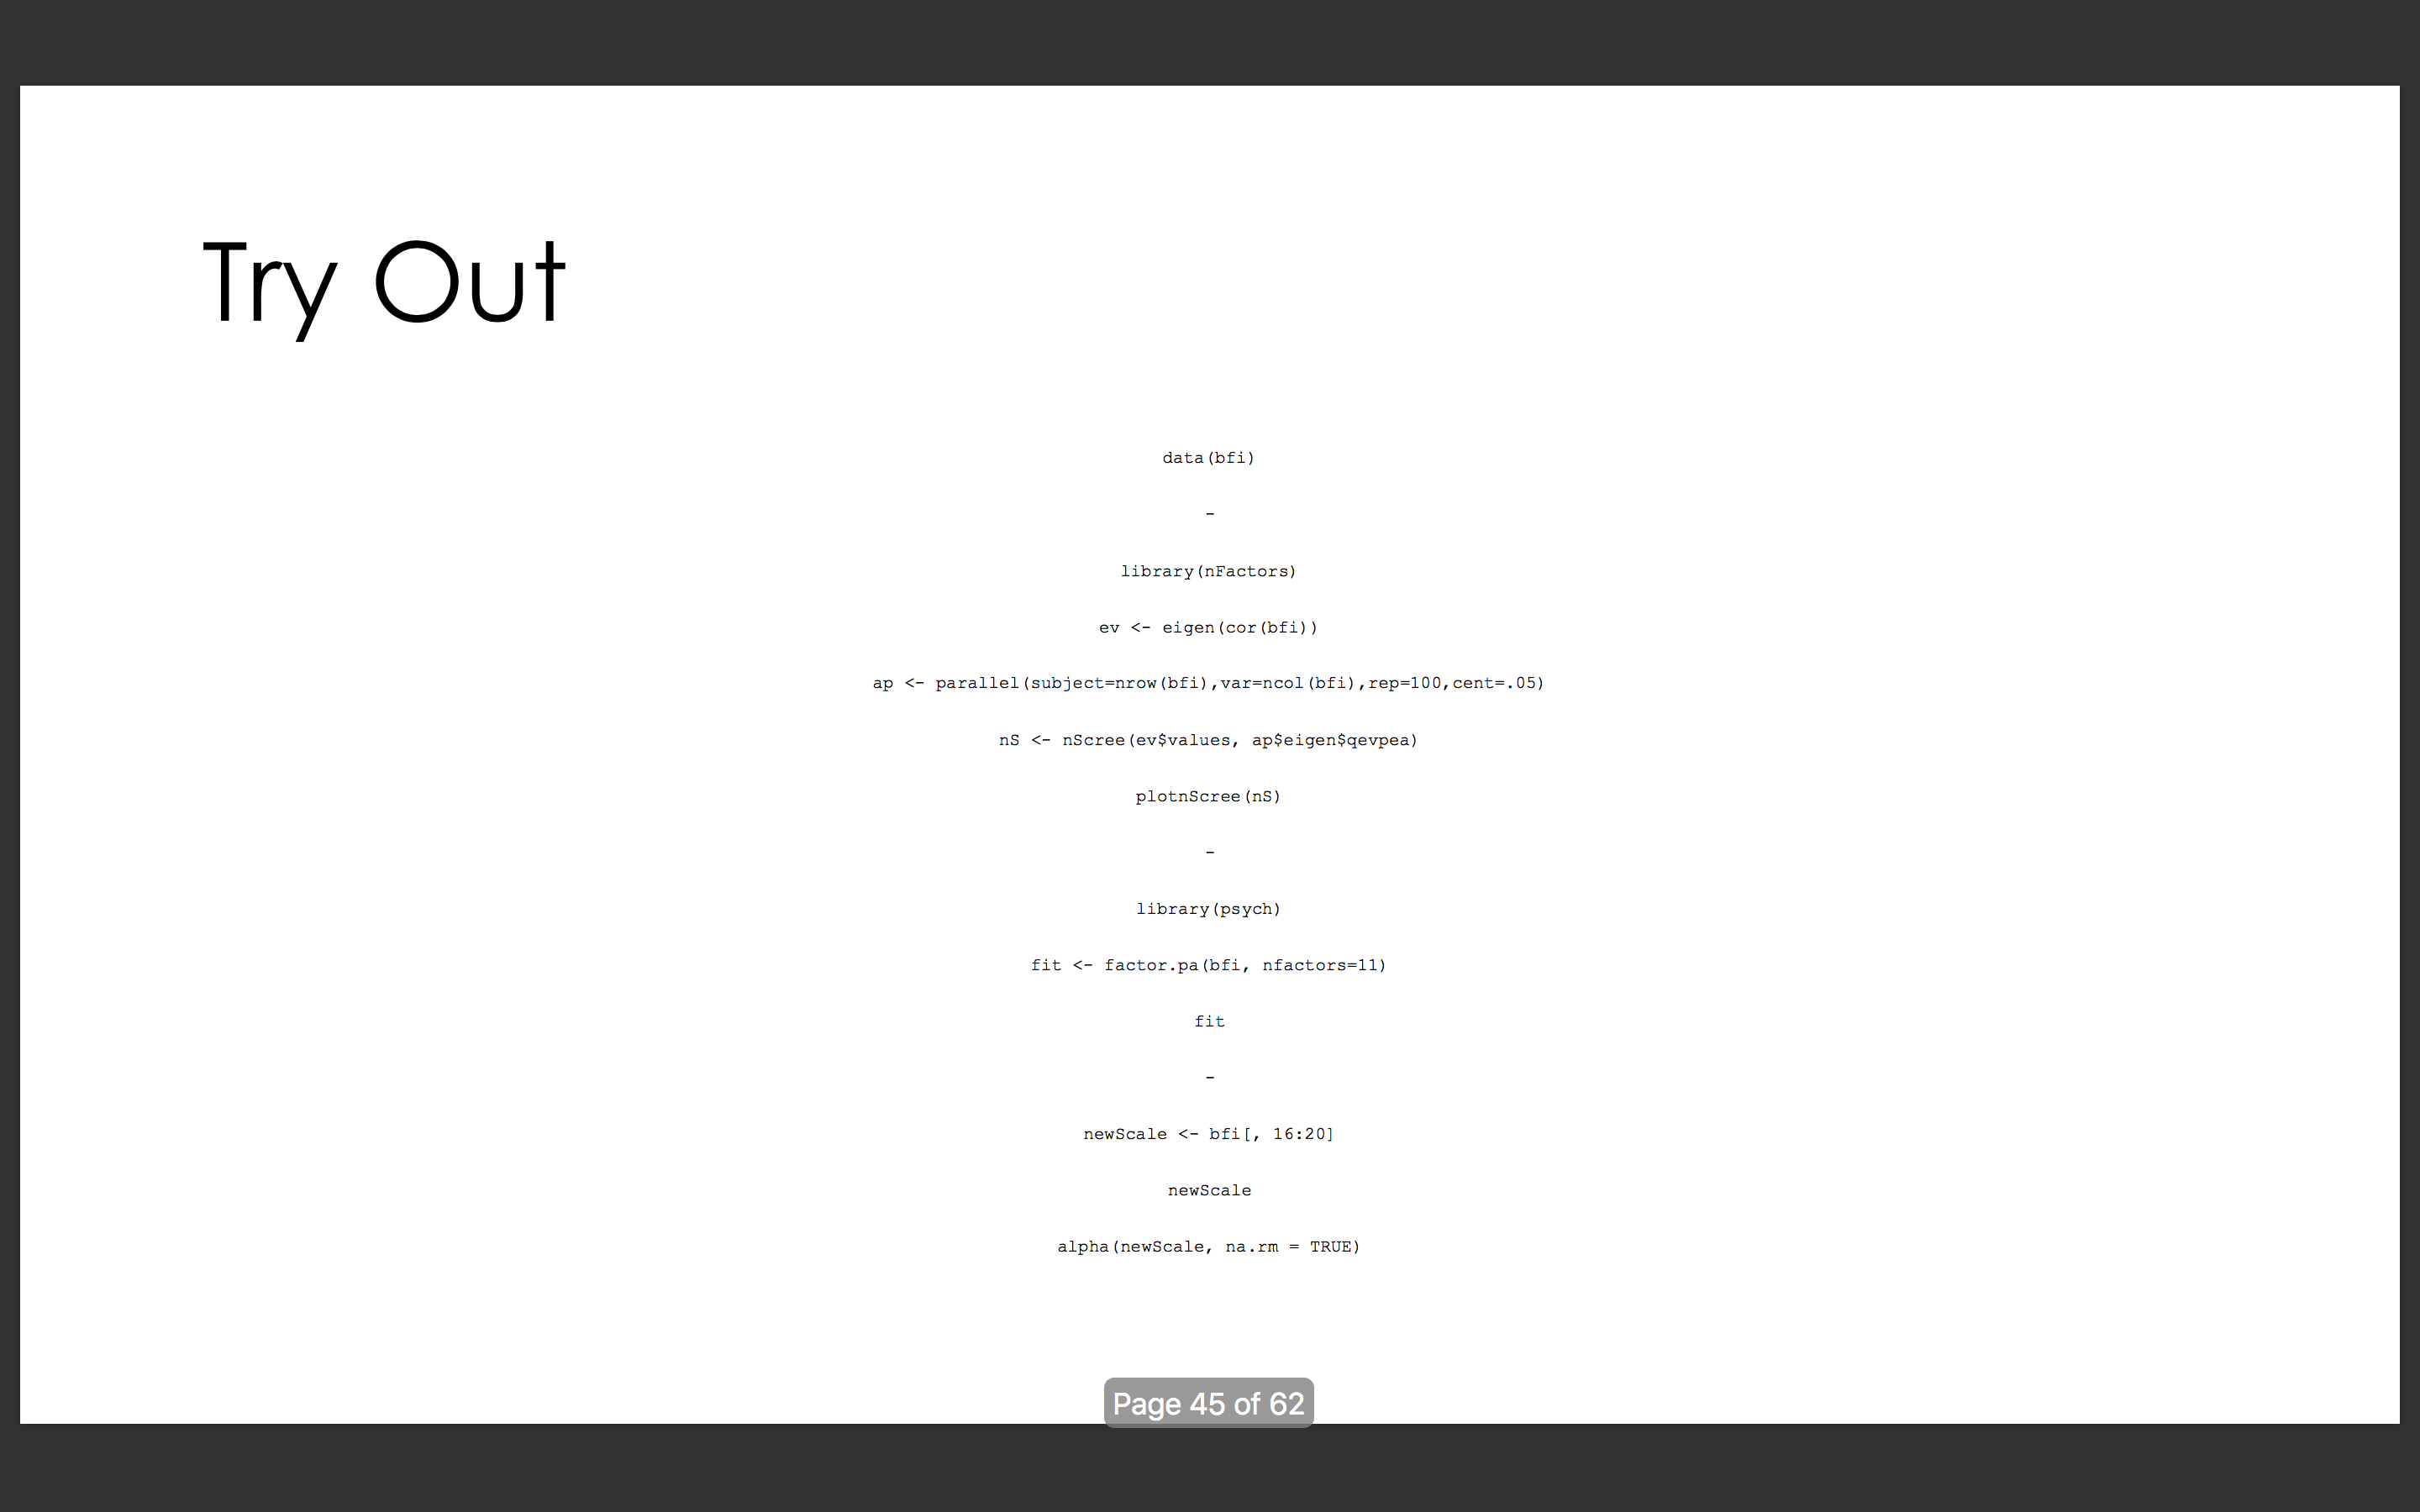 Try Out
data(bfi)
-
library(nFactors)
ev <- eigen(cor(bfi))
ap <- parallel(subject=nrow(bfi),var=ncol(bfi),rep=100,cent=.05)
nS <- nScree(ev$values, ap$eigen$qevpea)
plotnScree(nS)
-
library(psych)
fit <- factor.pa(bfi, nfactors=11)
fit
-
newScale <- bfi[, 16:20]
newScale
alpha(newScale, na.rm = TRUE)
Page 45 of 62